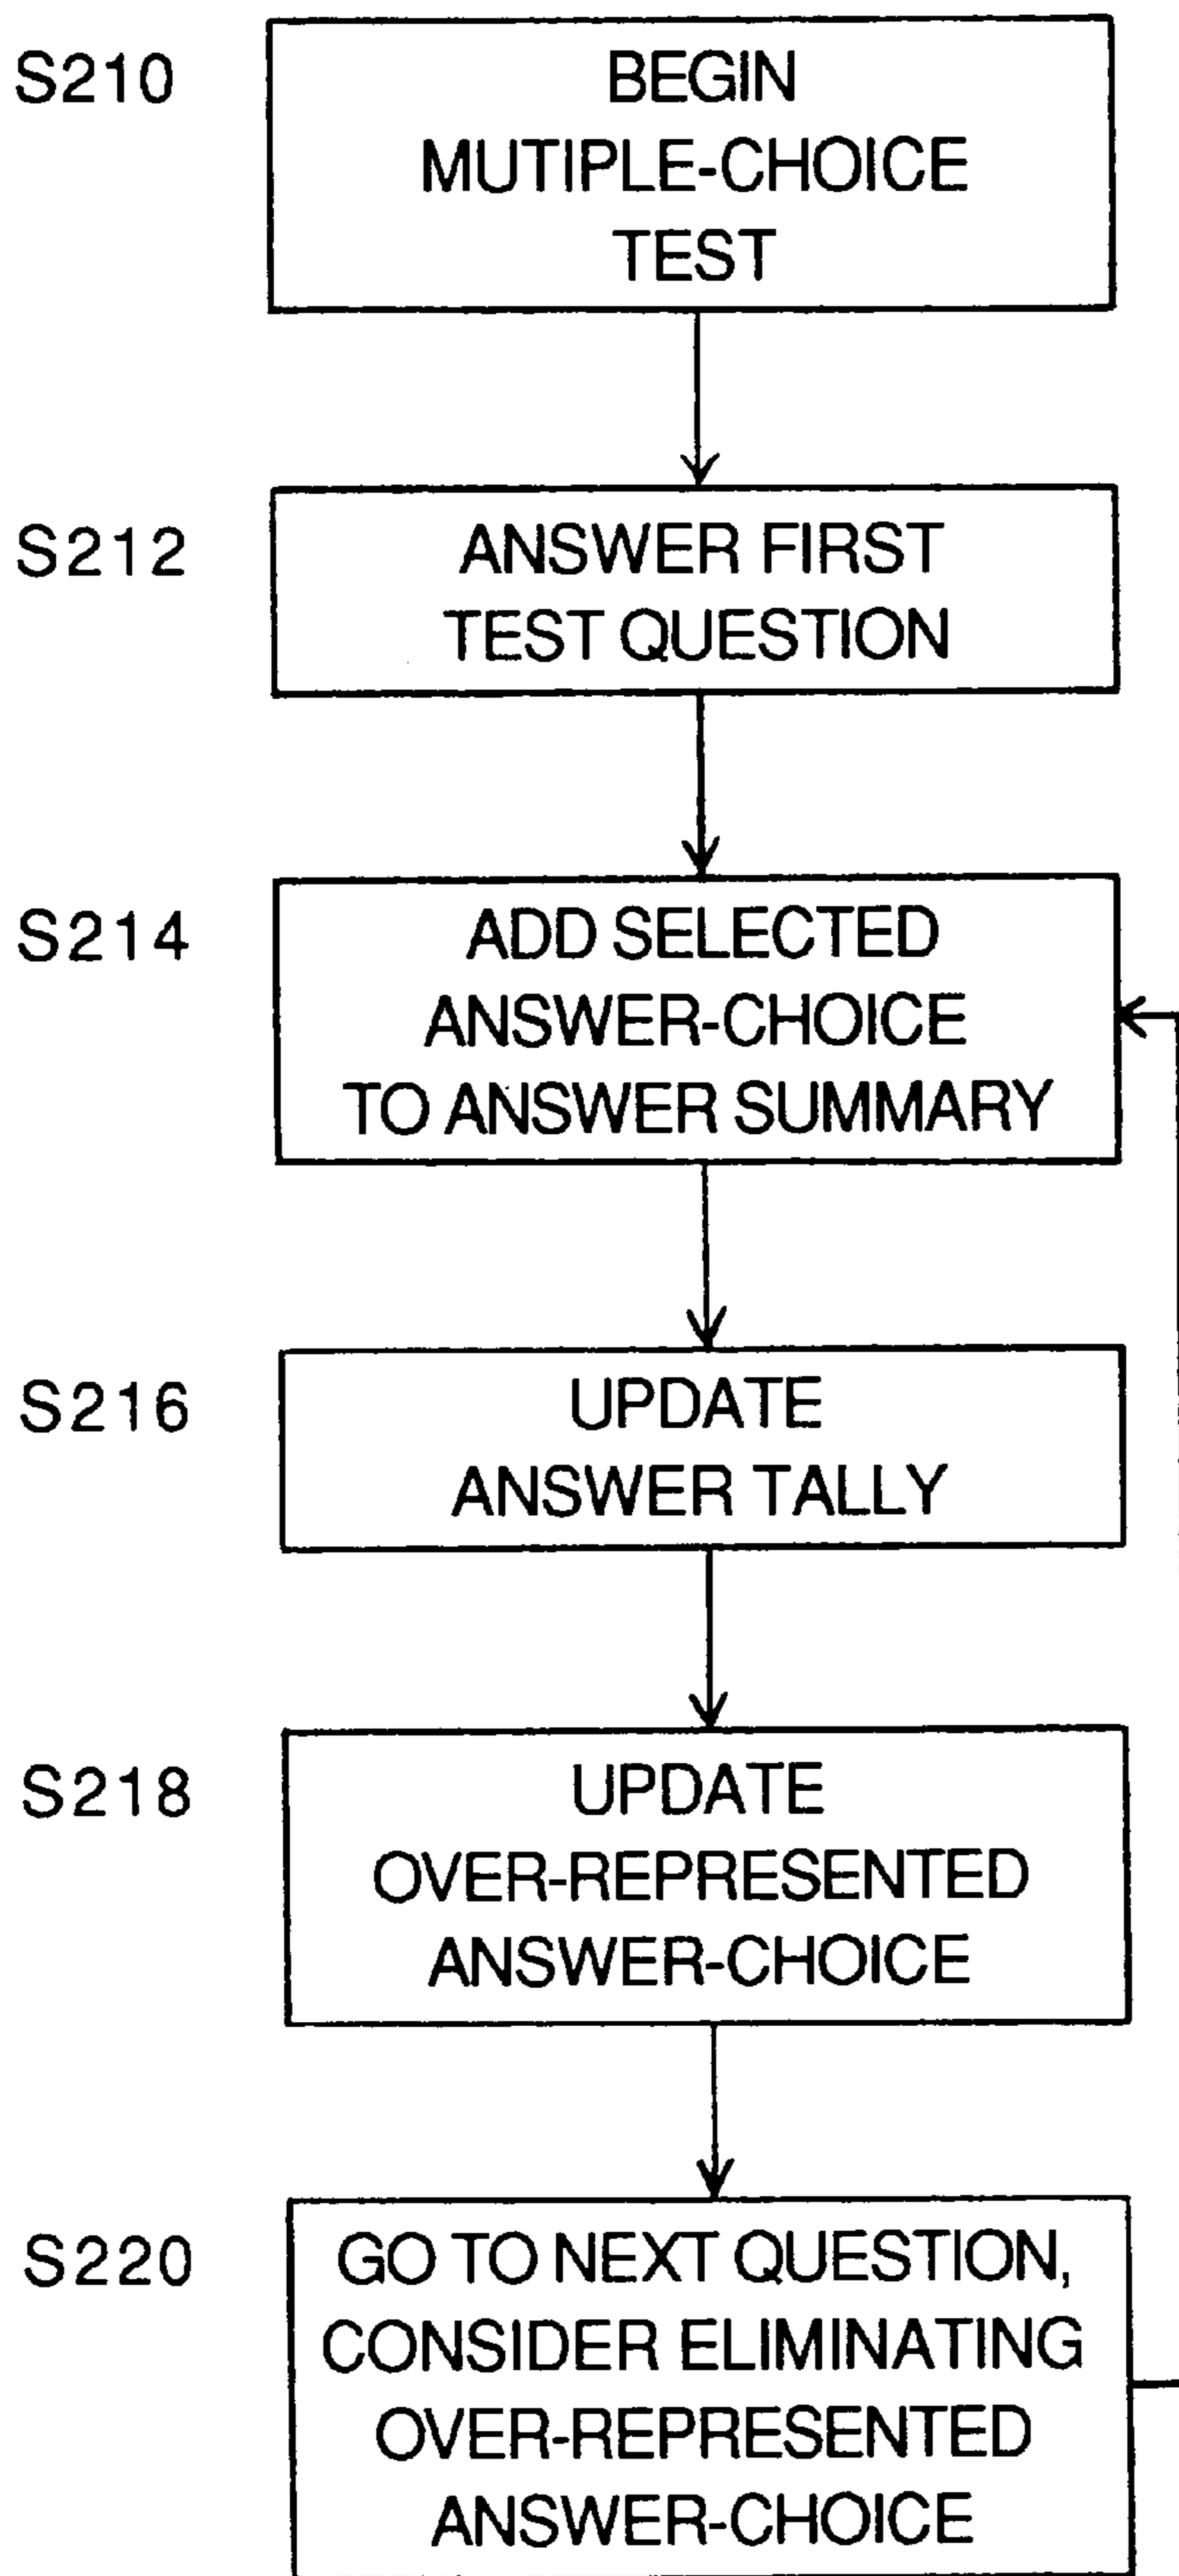 S210
BEGIN
MUTIPLE-CHOICE
TEST
S212
ANSWER FIRST
TEST QUESTION
S214
ADD SELECTED
ANSWER-CHOICE
TO ANSWER SUMMARY
S216
UPDATE
ANSWER TALLY
S218
UPDATE
OVER-REPRESENTED
ANSWER-CHOICE
S220
GO TO NEXT QUESTION,
CONSIDER ELIMINATING
OVER-REPRESENTED
ANSWER-CHOICE